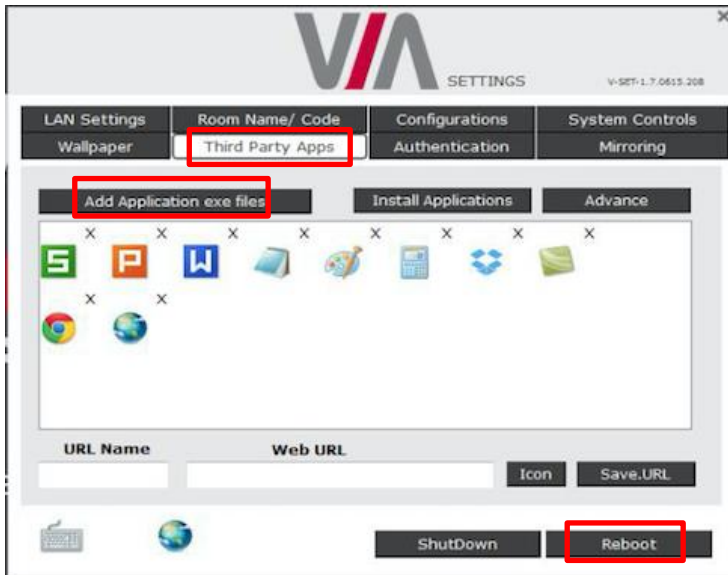 X
VIA
SETTINGS
V-SET-1.7.0615.208
LAN Settings Room Name/ Code Configurations System Controls
Wallpaper Third Party Apps Authentication Mirroring
Add Application exe files Install Applications Advance
X X X X X X X X
S P W
X X
URL Name Web URL
Icon Save.URL
ShutDown Reboot